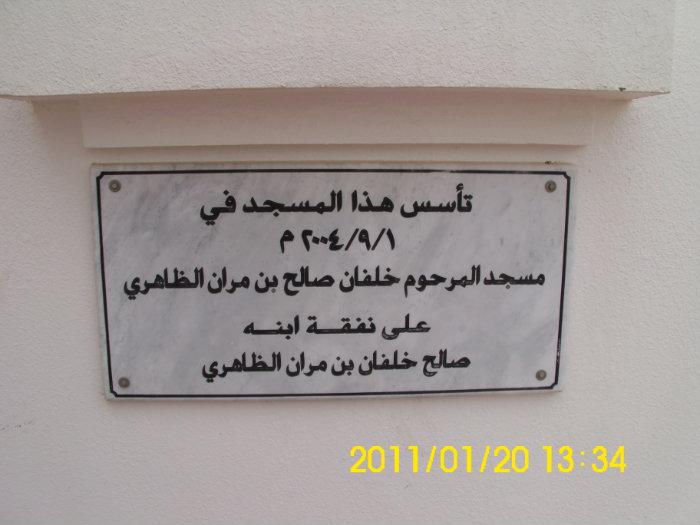 تأسس هذا المسجد في
٢٠٠٤/٩/١ م
مسجد المرحوم خلفان صالح بن مران الظاهري
على نفقة ابنه
صالح خلفان بن مران الظاهري
2011/01/20 13:34